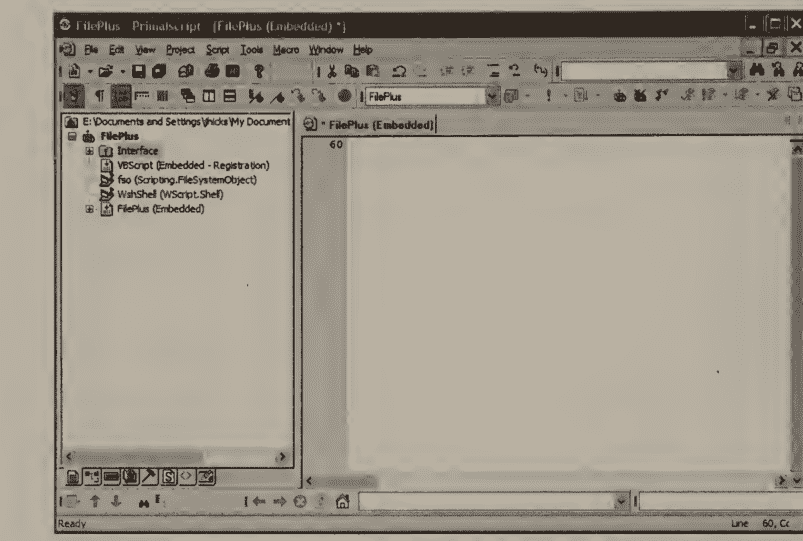 FilePlus - PrimalScript - [FilePlus (Embedded) *]
File Edit View Project Script Tools Macro Window Help
FilePlus
E:\Documents and Settings\jhicks\My Document
FilePlus
Interface
VBScript (Embedded - Registration)
fso (Scripting.FileSystemObject)
WshShell (WScript.Shell)
FilePlus (Embedded)
* FilePlus (Embedded)
60
Ready
Line 60, Cc